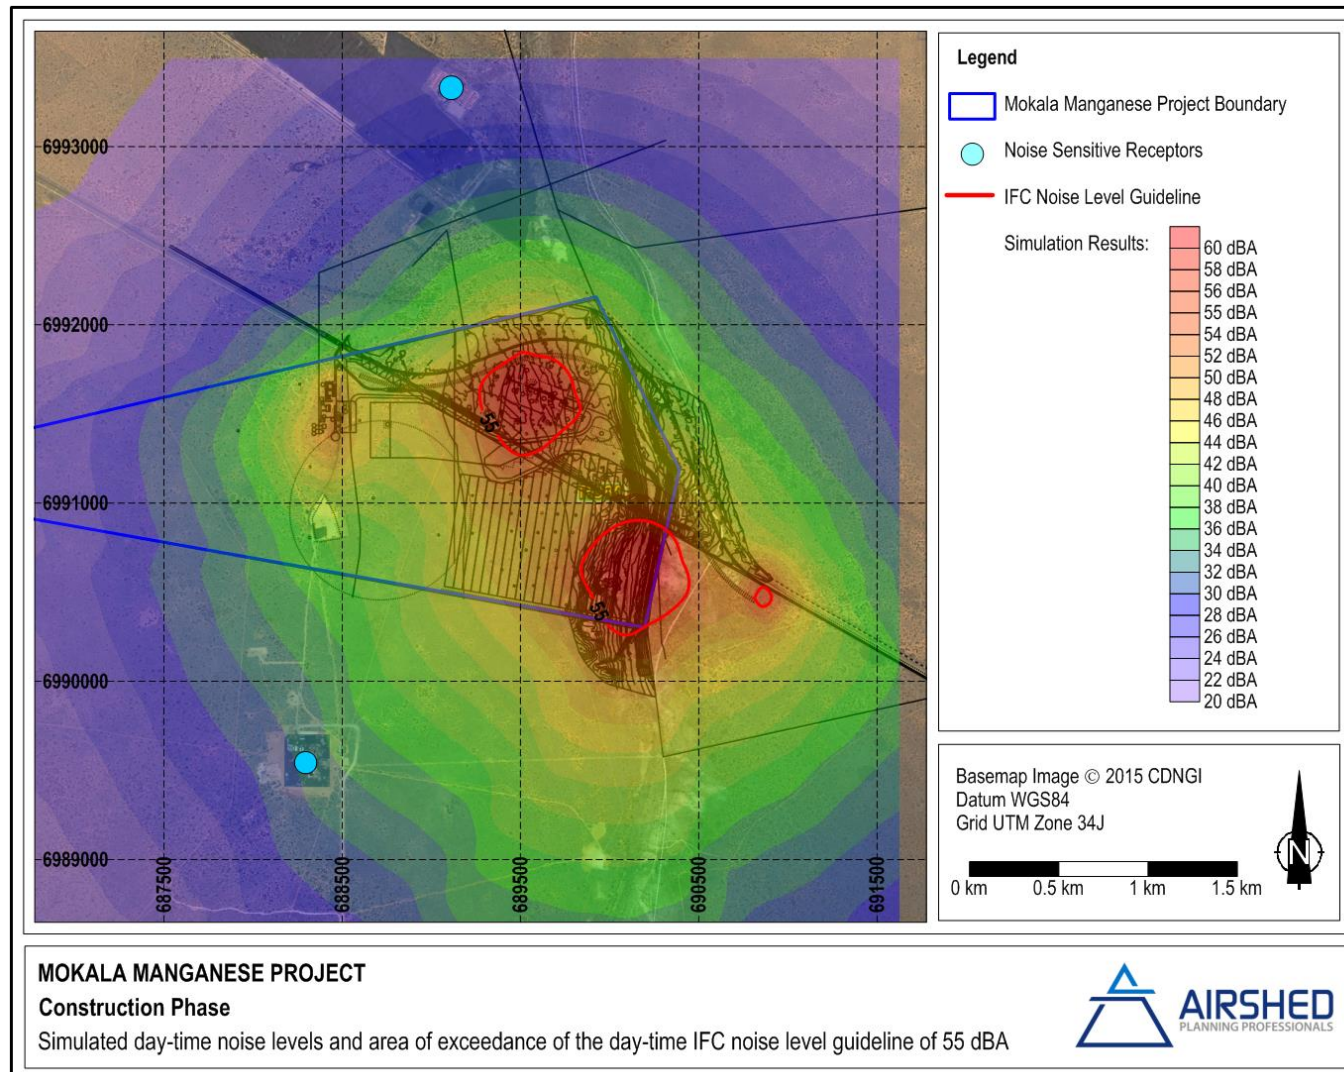 6993000
6992000
6991000
6990000
6989000
687500
688500
689500
690500
691500
55
55
Legend
Mokala Manganese Project Boundary
Noise Sensitive Receptors
IFC Noise Level Guideline
Simulation Results:
60 dBA
58 dBA
56 dBA
55 dBA
54 dBA
52 dBA
50 dBA
48 dBA
46 dBA
44 dBA
42 dBA
40 dBA
38 dBA
36 dBA
34 dBA
32 dBA
30 dBA
28 dBA
26 dBA
24 dBA
22 dBA
20 dBA
Basemap Image © 2015 CDNGI
Datum WGS84
Grid UTM Zone 34J
N
0 km 0.5 km 1 km 1.5 km
MOKALA MANGANESE PROJECT
Construction Phase
Simulated day-time noise levels and area of exceedance of the day-time IFC noise level guideline of 55 dBA
AIRSHED
PLANNING PROFESSIONALS